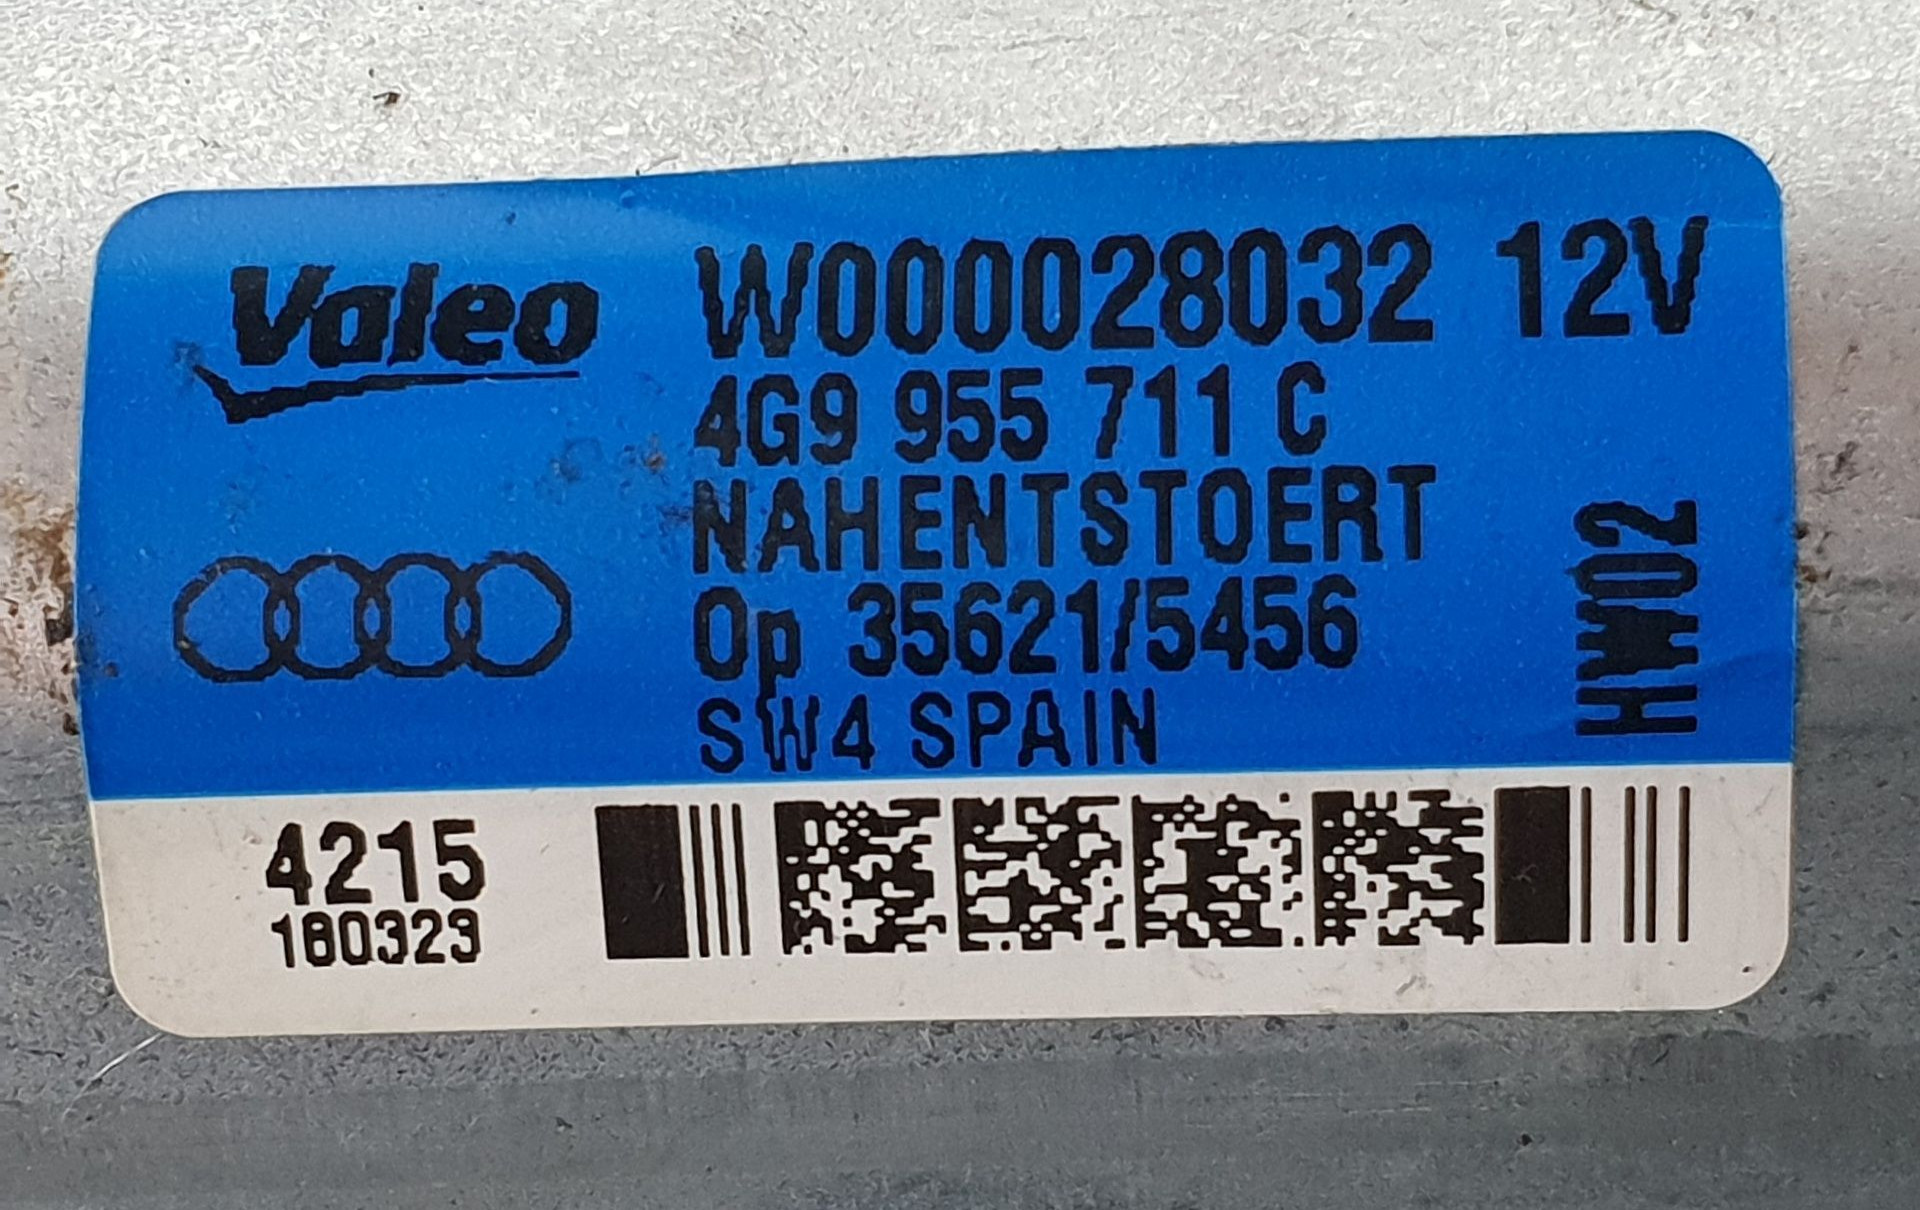 Valeo W000028032 12V
4G9 955 711 C
NAHENTSTOERT
Op 35621/5456
SW4 SPAIN
HW02
4215
180323